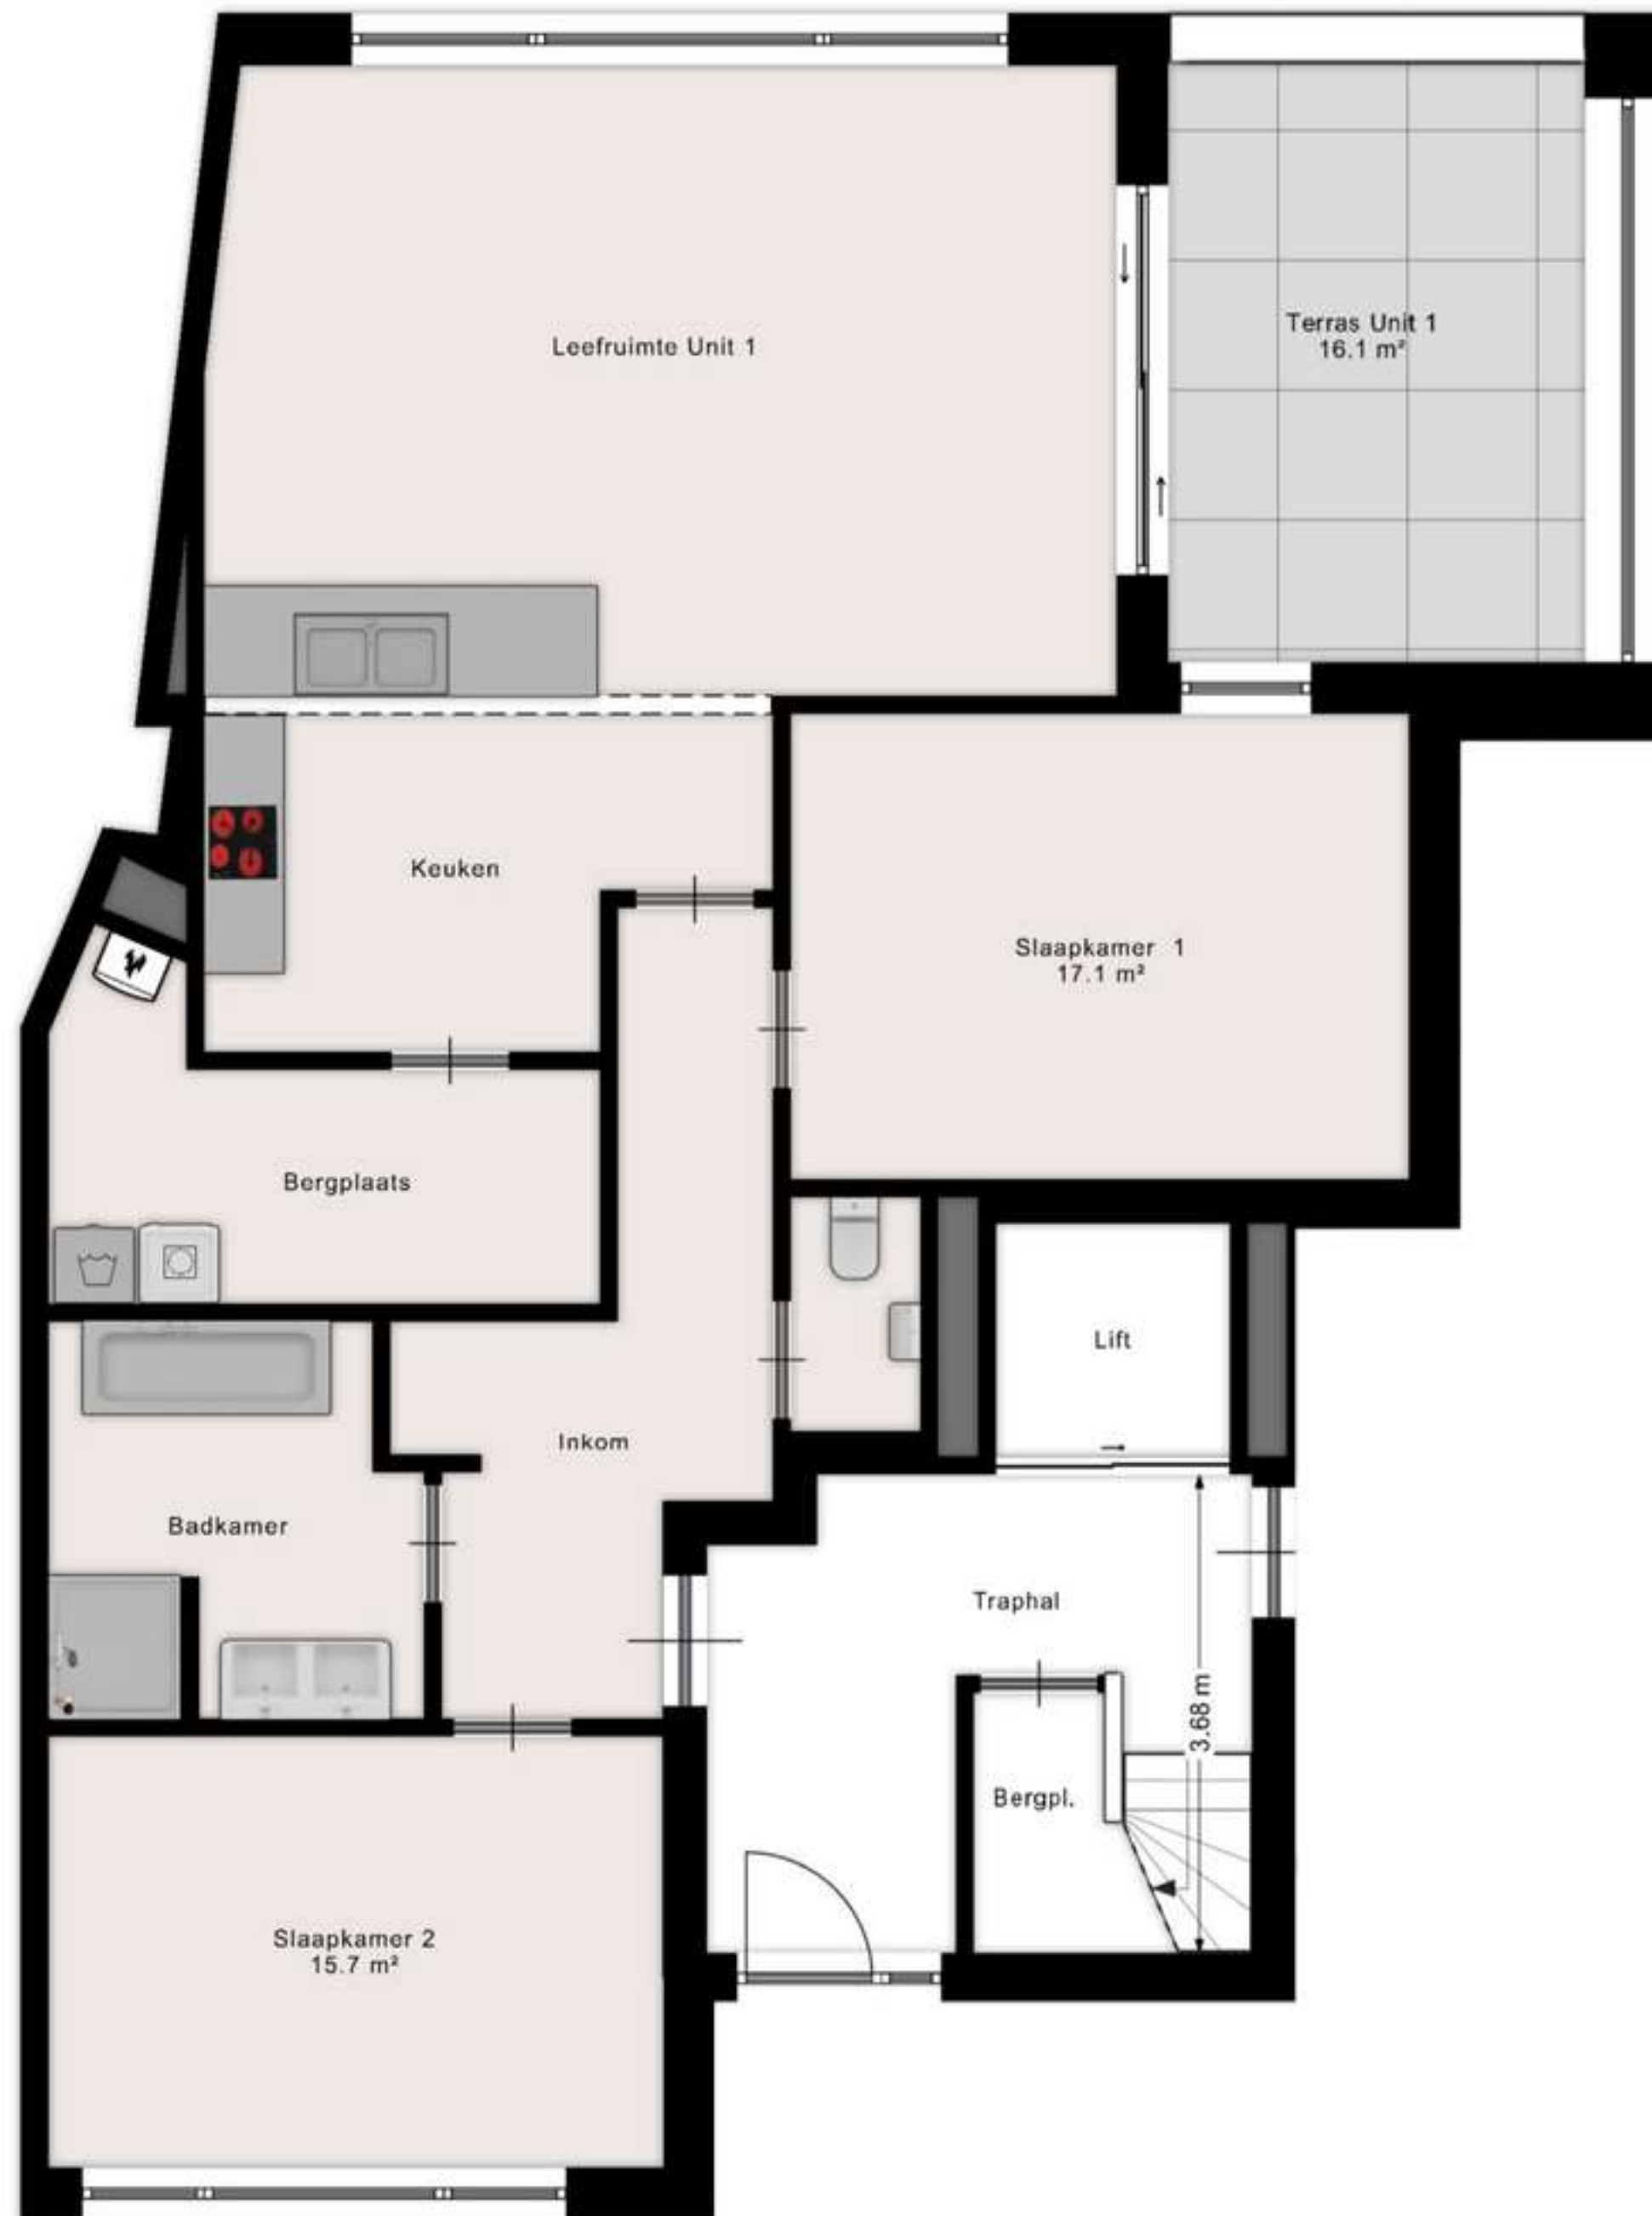 Leefruimte Unit 1
Terras Unit 1
16.1 m²
Keuken
Slaapkamer 1
17.1 m²
Bergplaats
Lift
Inkom
Badkamer
Traphal
3.68 m
Bergpl.
Slaapkamer 2
15.7 m²